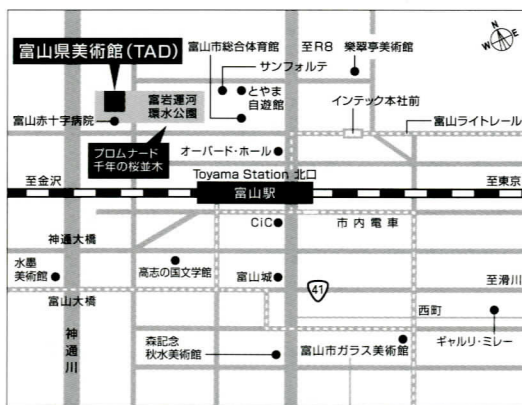 富山県美術館（TAD）
富山市総合体育館
至R8
樂翠亭美術館
サンフォルテ
とやま
自遊館
富岩運河
環水公園
インテック本社前
富山赤十字病院
富山ライトレール
プロムナード
千年の桜並木
オーバード・ホール
Toyama Station 北口
至金沢
富山駅
至東京
CiC
市内電車
神通大橋
水墨
美術館
高志の国文学館
富山城
至滑川
41
富山大橋
西町
神通川
森記念
秋水美術館
富山市ガラス美術館
ギャルリ・ミレー
N
W
E
S